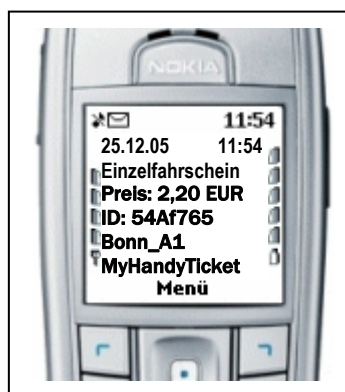 NOKIA
11:54
25.12.05 11:54
Einzelfahrschein
Preis: 2,20 EUR
ID: 54Af765
Bonn_A1
MyHandyTicket
Menü